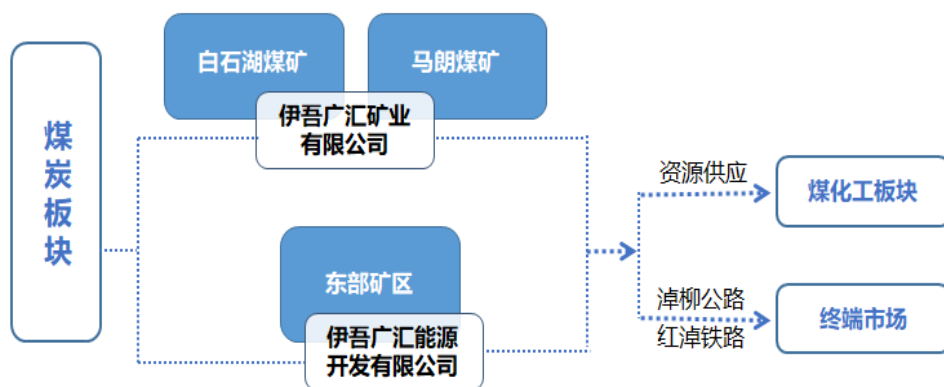 煤炭板块
白石湖煤矿
马朗煤矿
伊吾广汇矿业
有限公司
东部矿区
伊吾广汇能源
开发有限公司
资源供应
煤化工板块
淖柳公路
红淖铁路
终端市场